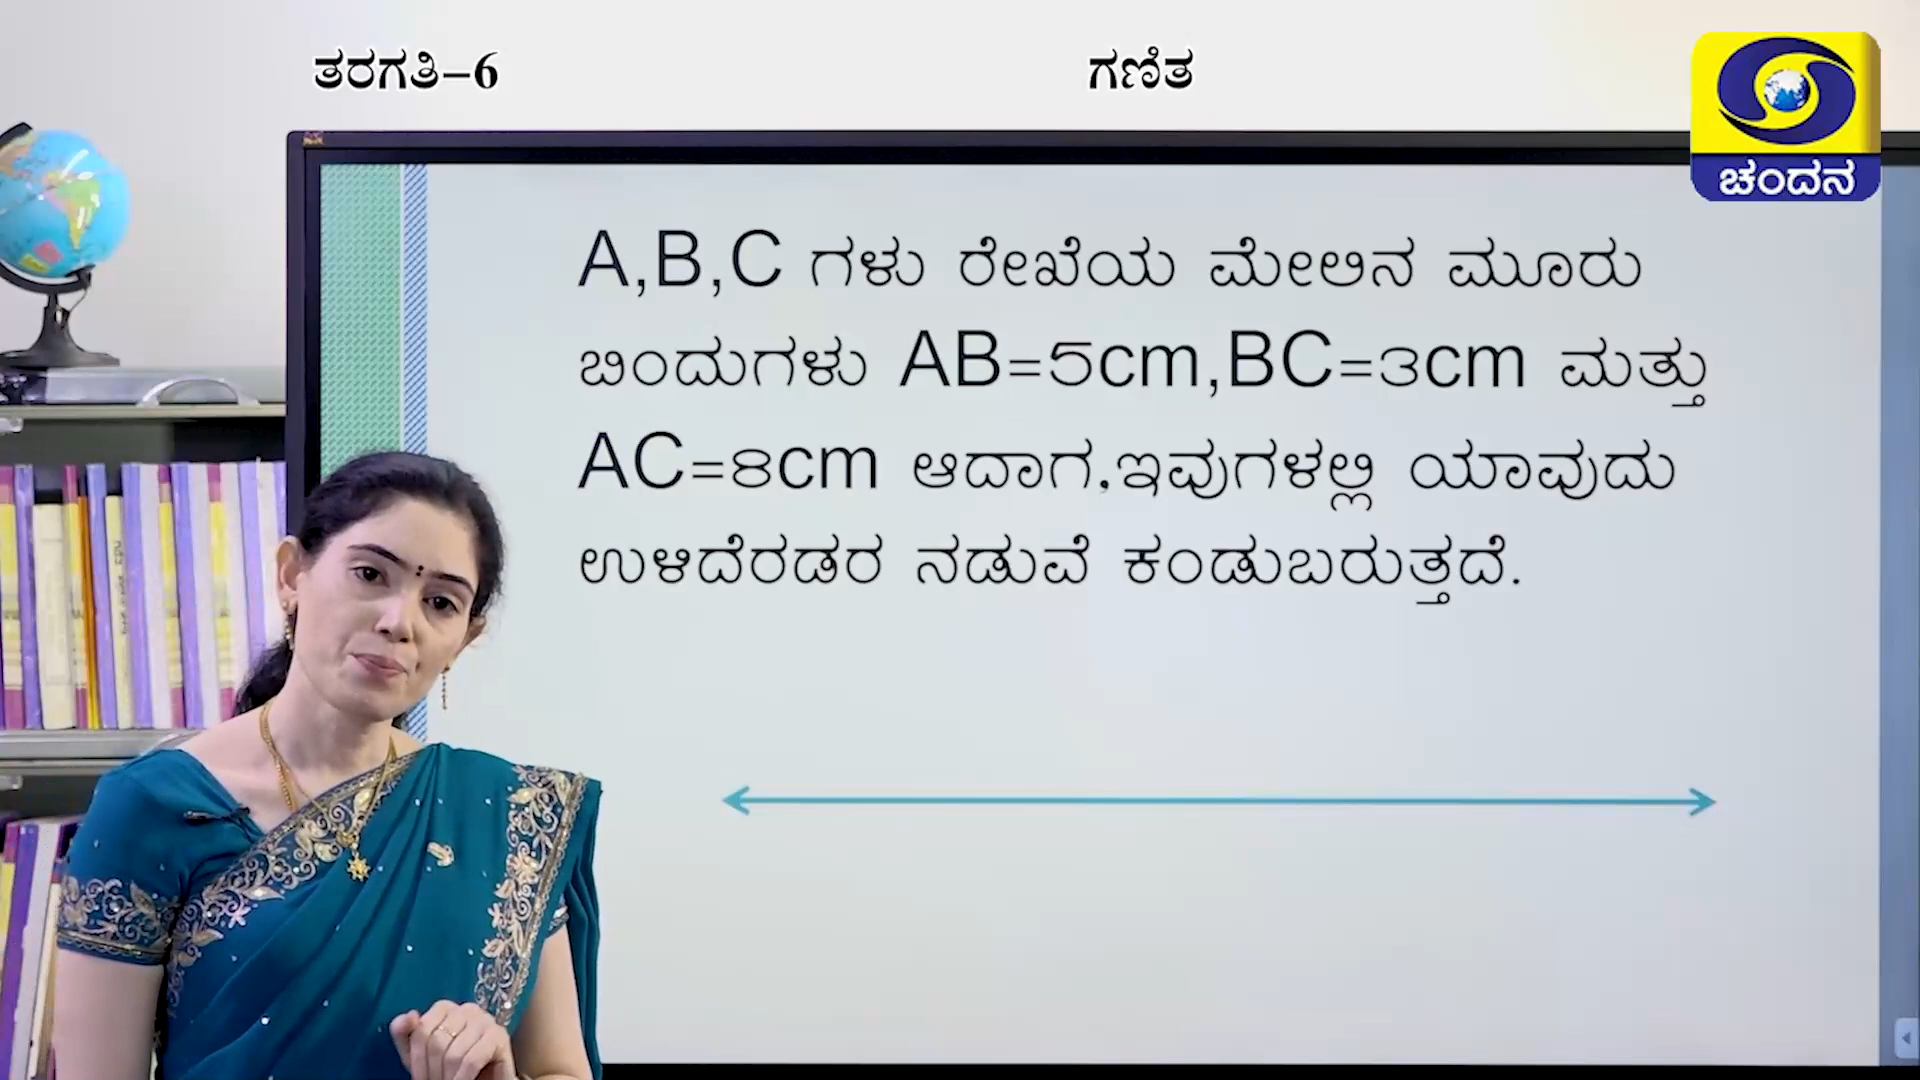 ತರಗತಿ–6
ಗಣಿತ
ಚಂದನ
A,B,C ಗಳು ರೇಖೆಯ ಮೇಲಿನ ಮೂರು
ಬಿಂದುಗಳು AB=5cm,BC=3cm ಮತ್ತು
AC=8cm ಆದಾಗ.ಇವುಗಳಲ್ಲಿ ಯಾವುದು
ಉಳಿದೆರಡರ ನಡುವೆ ಕಂಡುಬರುತ್ತದೆ.